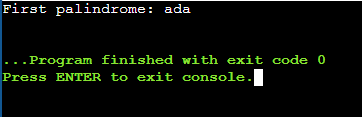 First palindrome: ada
...Program finished with exit code 0
Press ENTER to exit console.